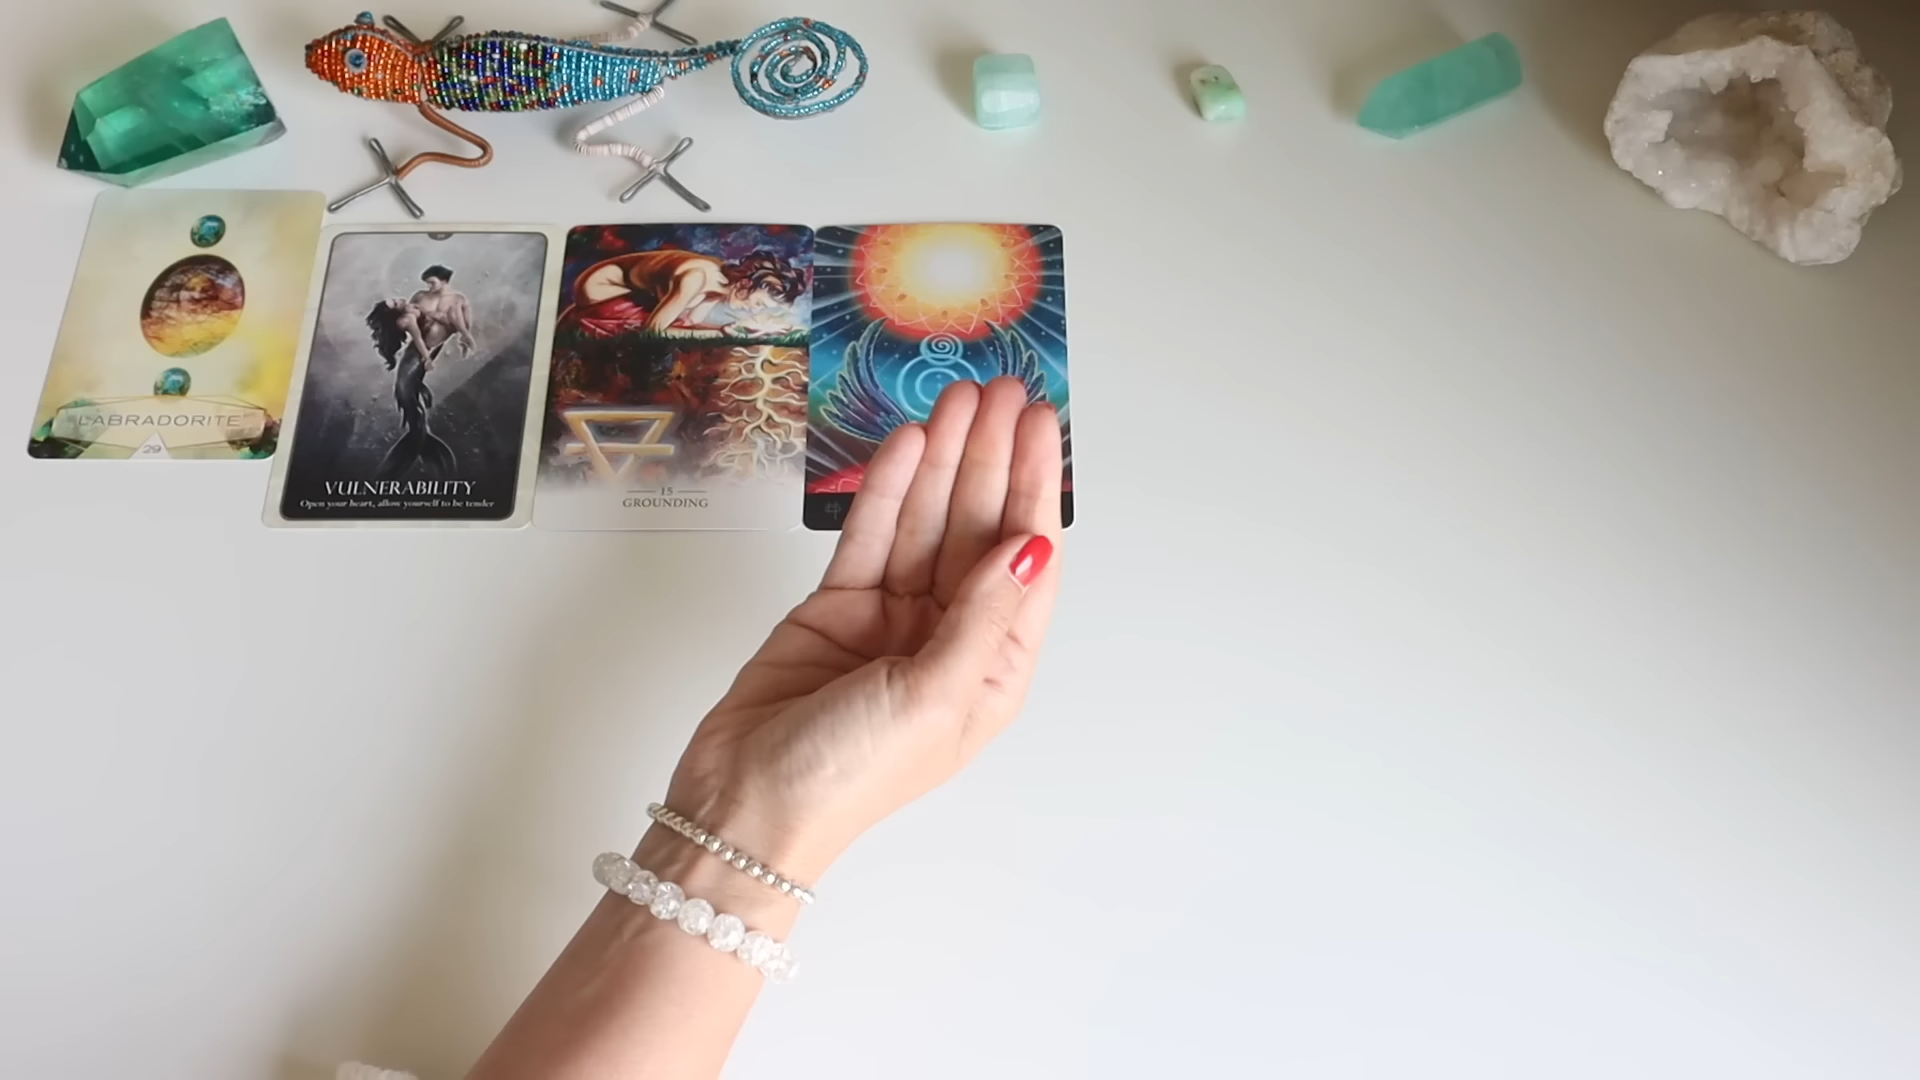 LABRADORITE
29
VULNERABILITY
Open your heart, allow yourself to be tender
15
GROUNDING